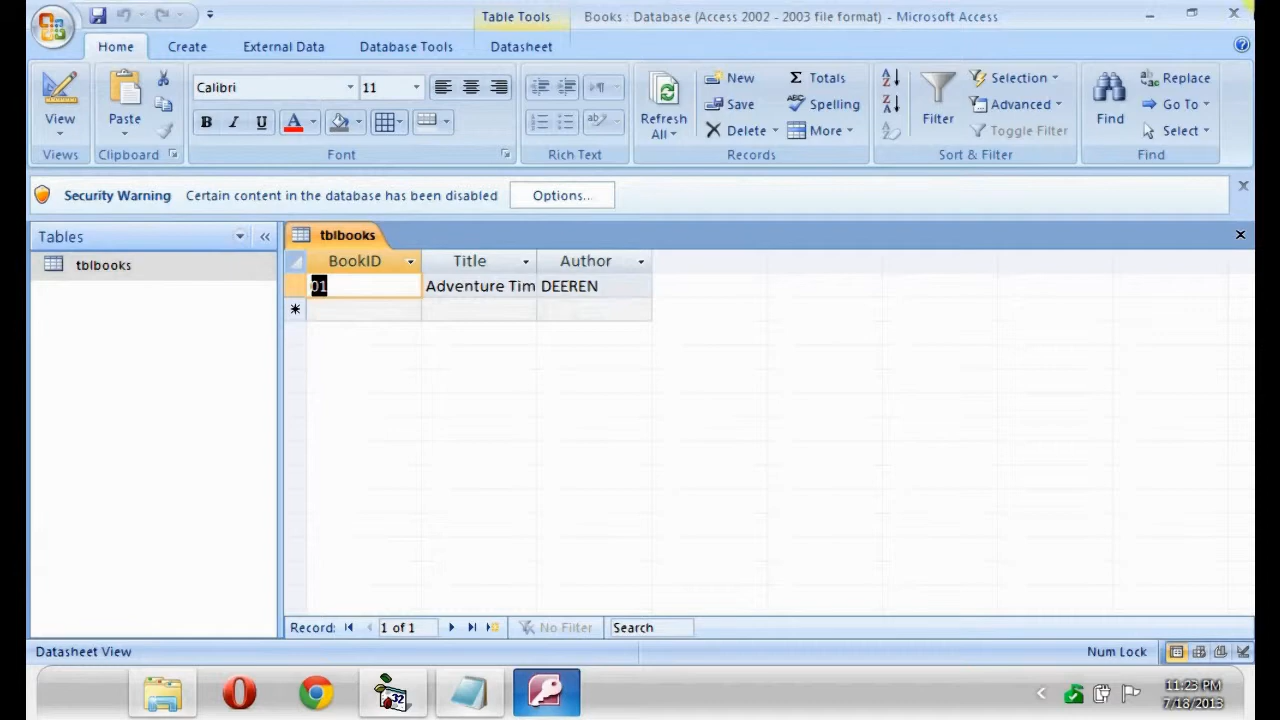 Table Tools
Books : Database (Access 2002 - 2003 file format) - Microsoft Access
Home
Create
External Data
Database Tools
Datasheet
View
Views
Paste
Clipboard
Calibri
11
B I U
A
Font
Rich Text
Refresh
All
New
Save
Delete
Totals
Spelling
More
Records
Filter
Selection
Advanced
Toggle Filter
Sort & Filter
Find
Replace
Go To
Select
Find
Security Warning
Certain content in the database has been disabled
Options...
Tables
tblbooks
tblbooks
BookID
Title
Author
01
Adventure Tim
DEEREN
Record:
1 of 1
No Filter
Search
Datasheet View
Num Lock
32
11:23 PM
7/18/2013